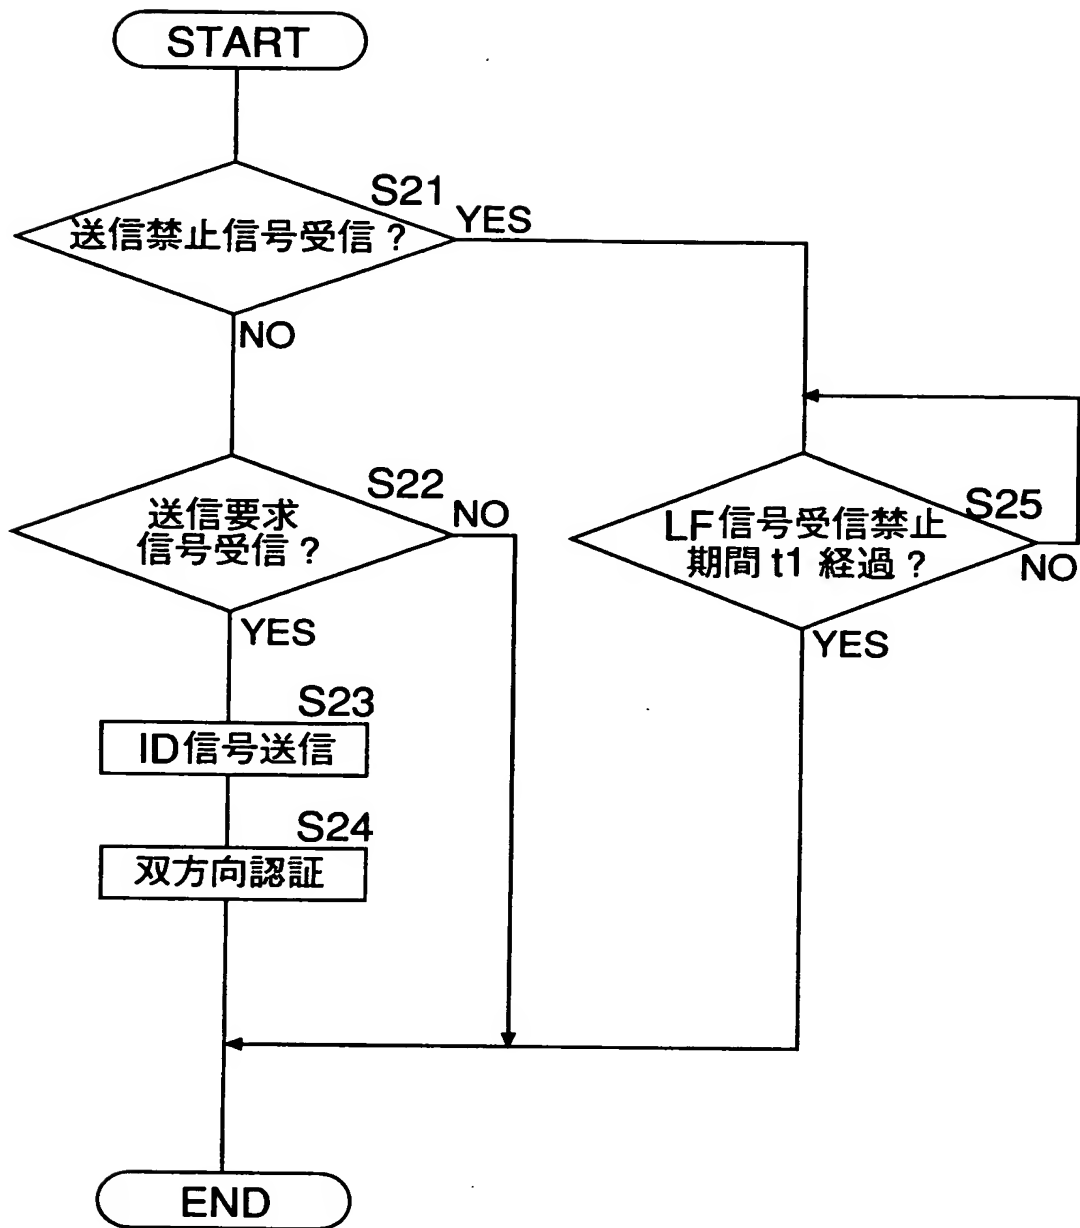 START
S21
送信禁止信号受信？
YES
NO
S22
送信要求
信号受信？
NO
YES
S25
LF信号受信禁止
期間 t1 経過？
NO
YES
S23
ID信号送信
S24
双方向認証
END